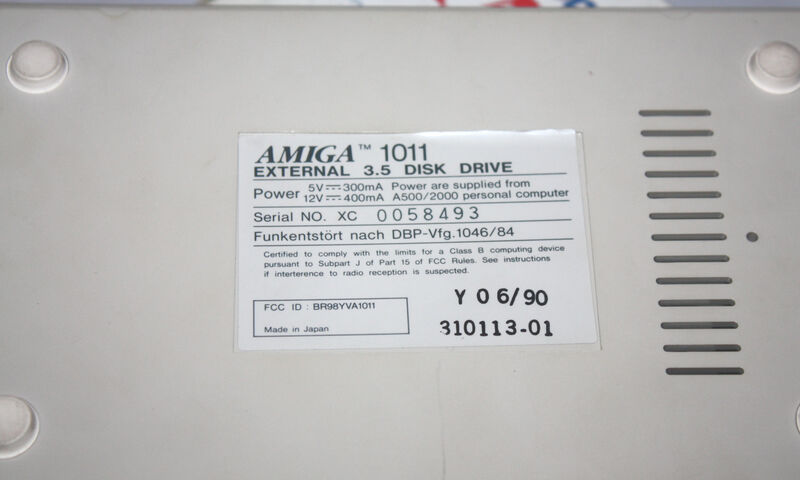 AMIGA™ 1011
EXTERNAL 3.5 DISK DRIVE
Power 5V⎓300mA Power are supplied from
12V⎓400mA A500/2000 personal computer
Serial NO. XC 0058493
Funkentstört nach DBP-Vfg.1046/84
Certified to comply with the limits for a Class B computing device
pursuant to Subpart J of Part 15 of FCC Rules. See instructions
if interference to radio reception is suspected.
Y 06/90
FCC ID : BR98YVA1011
310113-01
Made in Japan